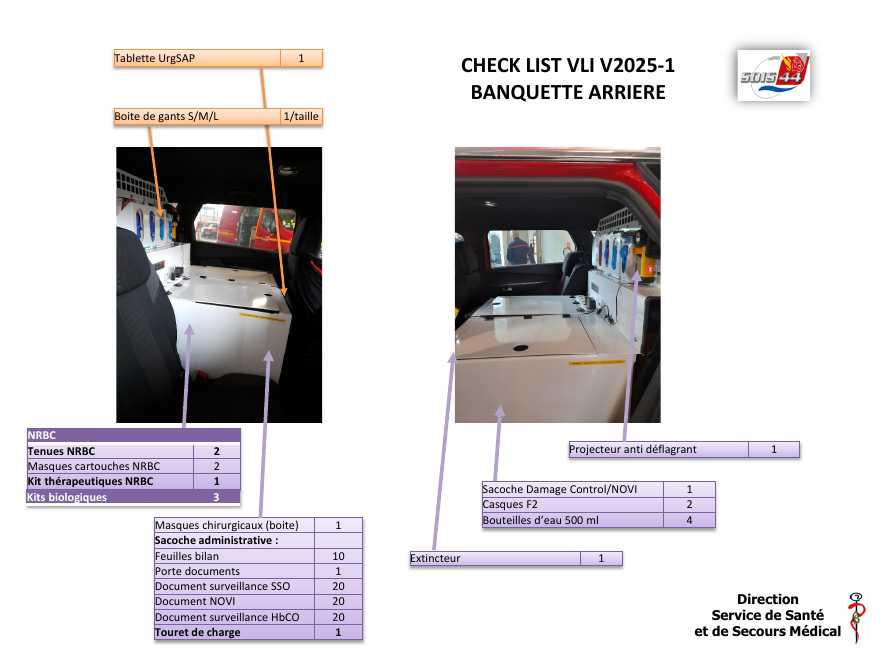 Tablette UrgSAP 1
CHECK LIST VLI V2025-1
BANQUETTE ARRIERE
SDIS 44
Boite de gants S/M/L 1/taille
NRBC
Tenues NRBC 2
Masques cartouches NRBC 2
Kit thérapeutiques NRBC 1
Kits biologiques 3
Projecteur anti déflagrant 1
Sacoche Damage Control/NOVI 1
Casques F2 2
Bouteilles d’eau 500 ml 4
Masques chirurgicaux (boite) 1
Sacoche administrative :
Feuilles bilan 10
Porte documents 1
Document surveillance SSO 20
Document NOVI 20
Document surveillance HbCO 20
Touret de charge 1
Extincteur 1
Direction
Service de Santé
et de Secours Médical